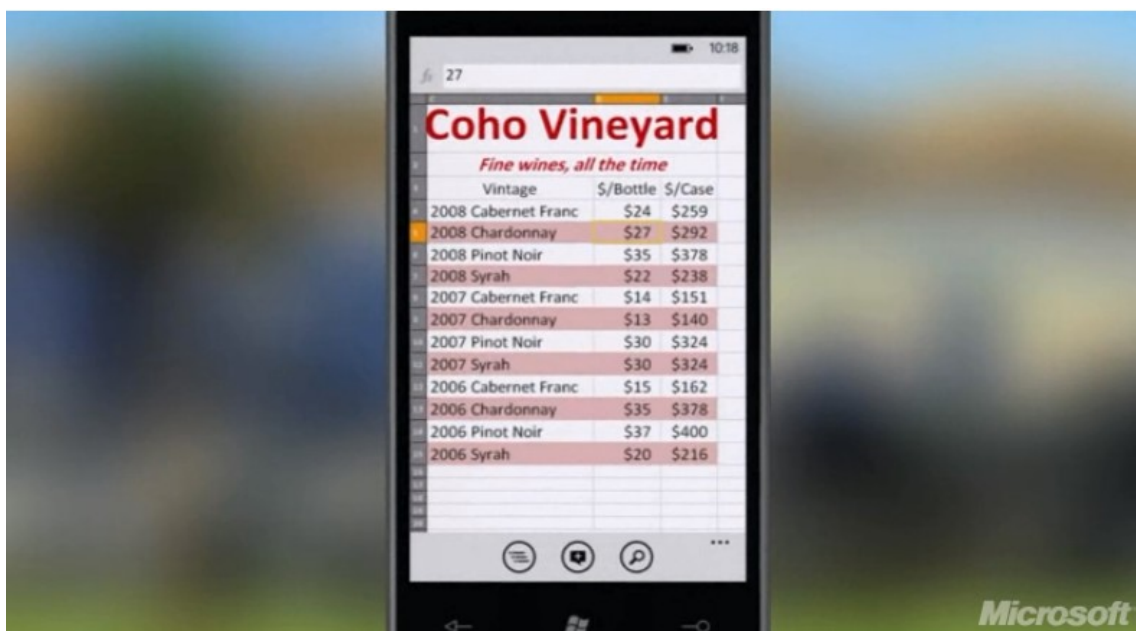 10:18
fx 27
Coho Vineyard
Fine wines, all the time
Vintage $/Bottle $/Case
2008 Cabernet Franc $24 $259
2008 Chardonnay $27 $292
2008 Pinot Noir $35 $378
2008 Syrah $22 $238
2007 Cabernet Franc $14 $151
2007 Chardonnay $13 $140
2007 Pinot Noir $30 $324
2007 Syrah $30 $324
2006 Cabernet Franc $15 $162
2006 Chardonnay $35 $378
2006 Pinot Noir $37 $400
2006 Syrah $20 $216
Microsoft